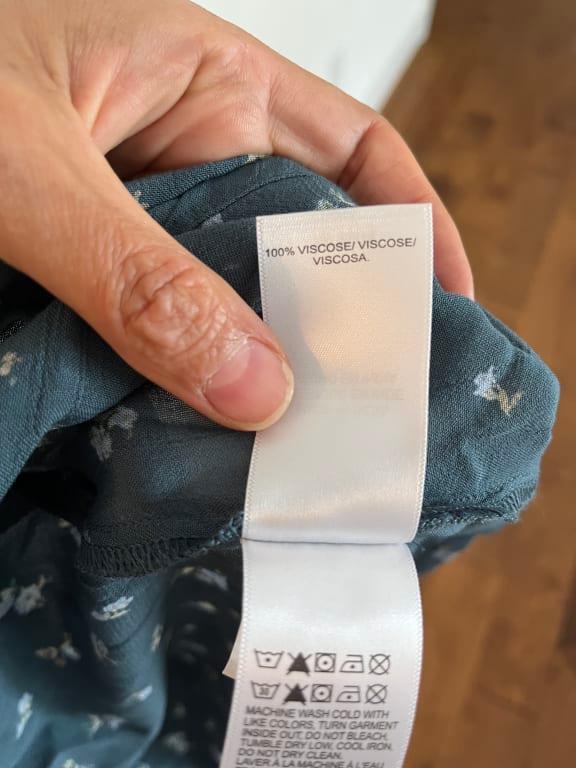 100% VISCOSE/ VISCOSE/
VISCOSA.
30
MACHINE WASH COLD WITH
LIKE COLORS, TURN GARMENT
INSIDE OUT, DO NOT BLEACH,
TUMBLE DRY LOW, COOL IRON,
DO NOT DRY CLEAN.
LAVER À LA MACHINE À L'EAU